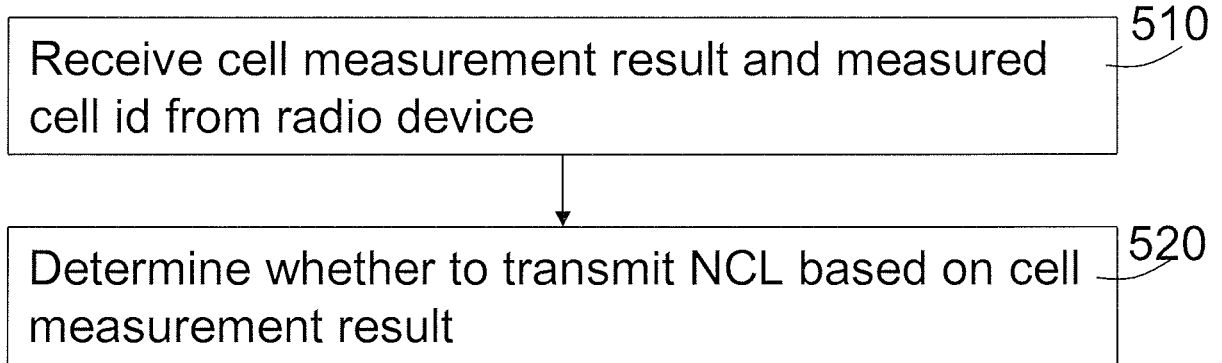 510
Receive cell measurement result and measured
cell id from radio device
520
Determine whether to transmit NCL based on cell
measurement result